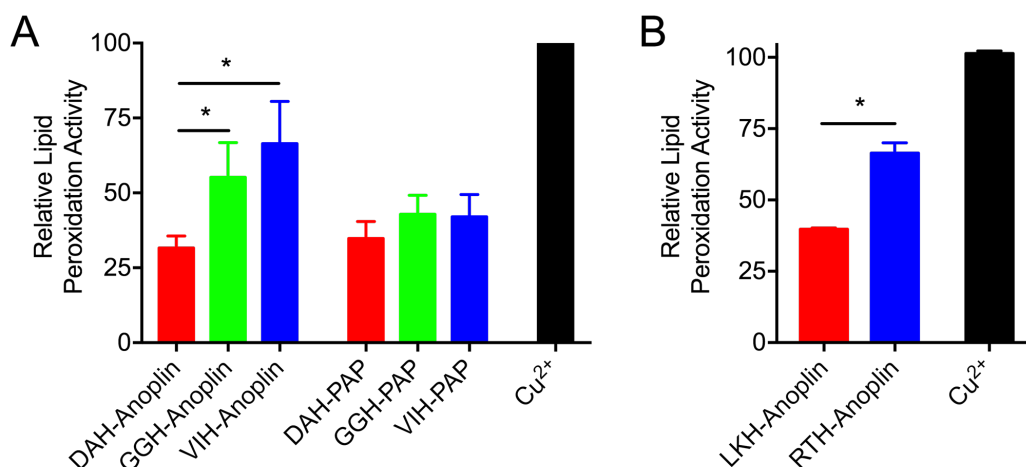 A
Relative Lipid
Peroxidation Activity
100
75
50
25
0
*
*
DAH-Anoplin
GGH-Anoplin
VIH-Anoplin
DAH-PAP
GGH-PAP
VIH-PAP
Cu²⁺
B
Relative Lipid
Peroxidation Activity
100
75
50
25
0
*
LKH-Anoplin
RTH-Anoplin
Cu²⁺